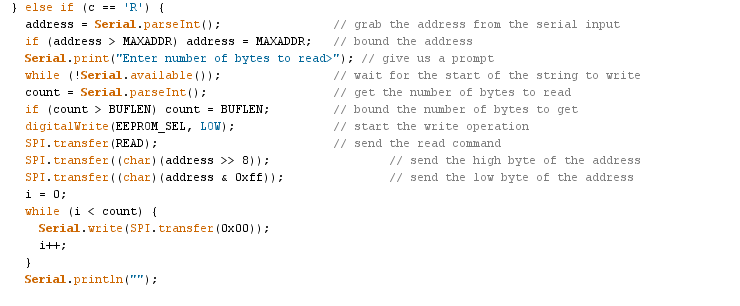 } else if (c == 'R') {
address = Serial.parseInt(); // grab the address from the serial input
if (address > MAXADDR) address = MAXADDR; // bound the address
Serial.print("Enter number of bytes to read>"); // give us a prompt
while (!Serial.available()); // wait for the start of the string to write
count = Serial.parseInt(); // get the number of bytes to read
if (count > BUFLEN) count = BUFLEN; // bound the number of bytes to get
digitalWrite(EEPROM_SEL, LOW); // start the write operation
SPI.transfer(READ); // send the read command
SPI.transfer((char)(address >> 8)); // send the high byte of the address
SPI.transfer((char)(address & 0xff)); // send the low byte of the address
i = 0;
while (i < count) {
Serial.write(SPI.transfer(0x00));
i++;
}
Serial.println("");